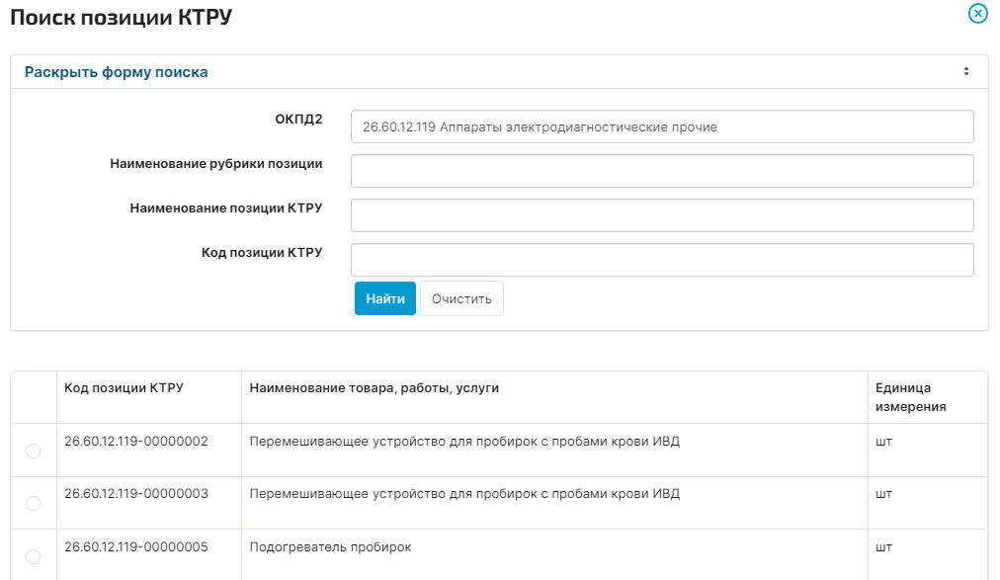 Поиск позиции КТРУ
Раскрыть форму поиска
ОКПД2
26.60.12.119 Аппараты электродиагностические прочие
Наименование рубрики позиции
Наименование позиции КТРУ
Код позиции КТРУ
Найти Очистить
Код позиции КТРУ Наименование товара, работы, услуги Единица измерения
26.60.12.119-00000002 Перемешивающее устройство для пробирок с пробами крови ИВД шт
26.60.12.119-00000003 Перемешивающее устройство для пробирок с пробами крови ИВД шт
26.60.12.119-00000005 Подогреватель пробирок шт